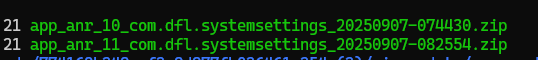 21 app_anr_10_com.dfl.systemsettings_20250907-074430.zip
21 app_anr_11_com.dfl.systemsettings_20250907-082554.zip